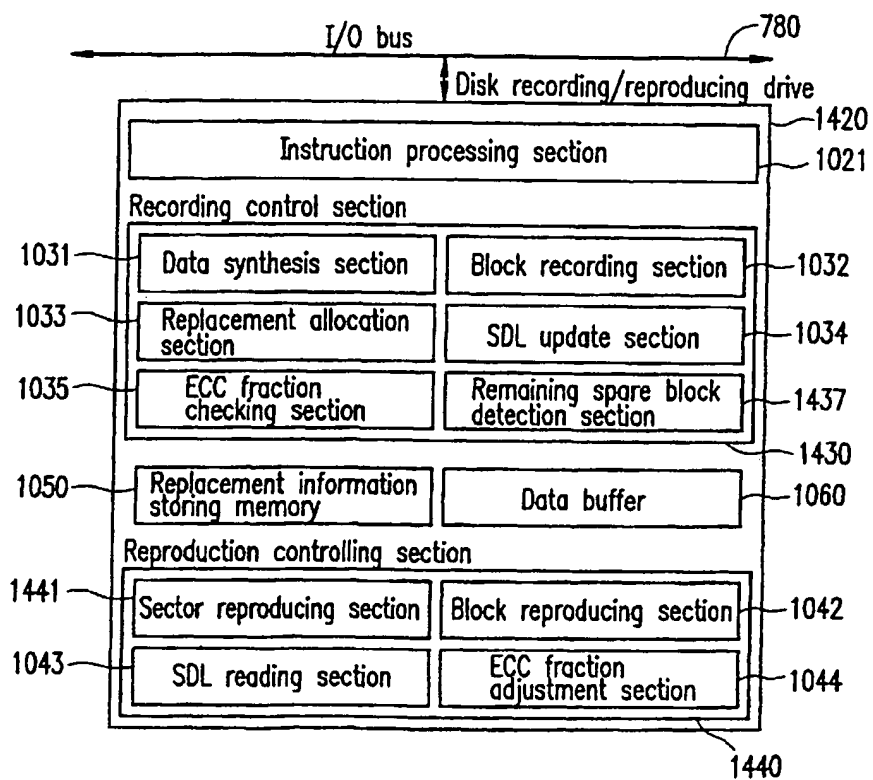 I/O bus
780
Disk recording/reproducing drive
1420
Instruction processing section
1021
Recording control section
1031
Data synthesis section
Block recording section
1032
1033
Replacement allocation
section
SDL update section
1034
1035
ECC fraction
checking section
Remaining spare block
detection section
1437
1430
1050
Replacement information
storing memory
Data buffer
1060
Reproduction controlling section
1441
Sector reproducing section
Block reproducing section
1042
1043
SDL reading section
ECC fraction
adjustment section
1044
1440